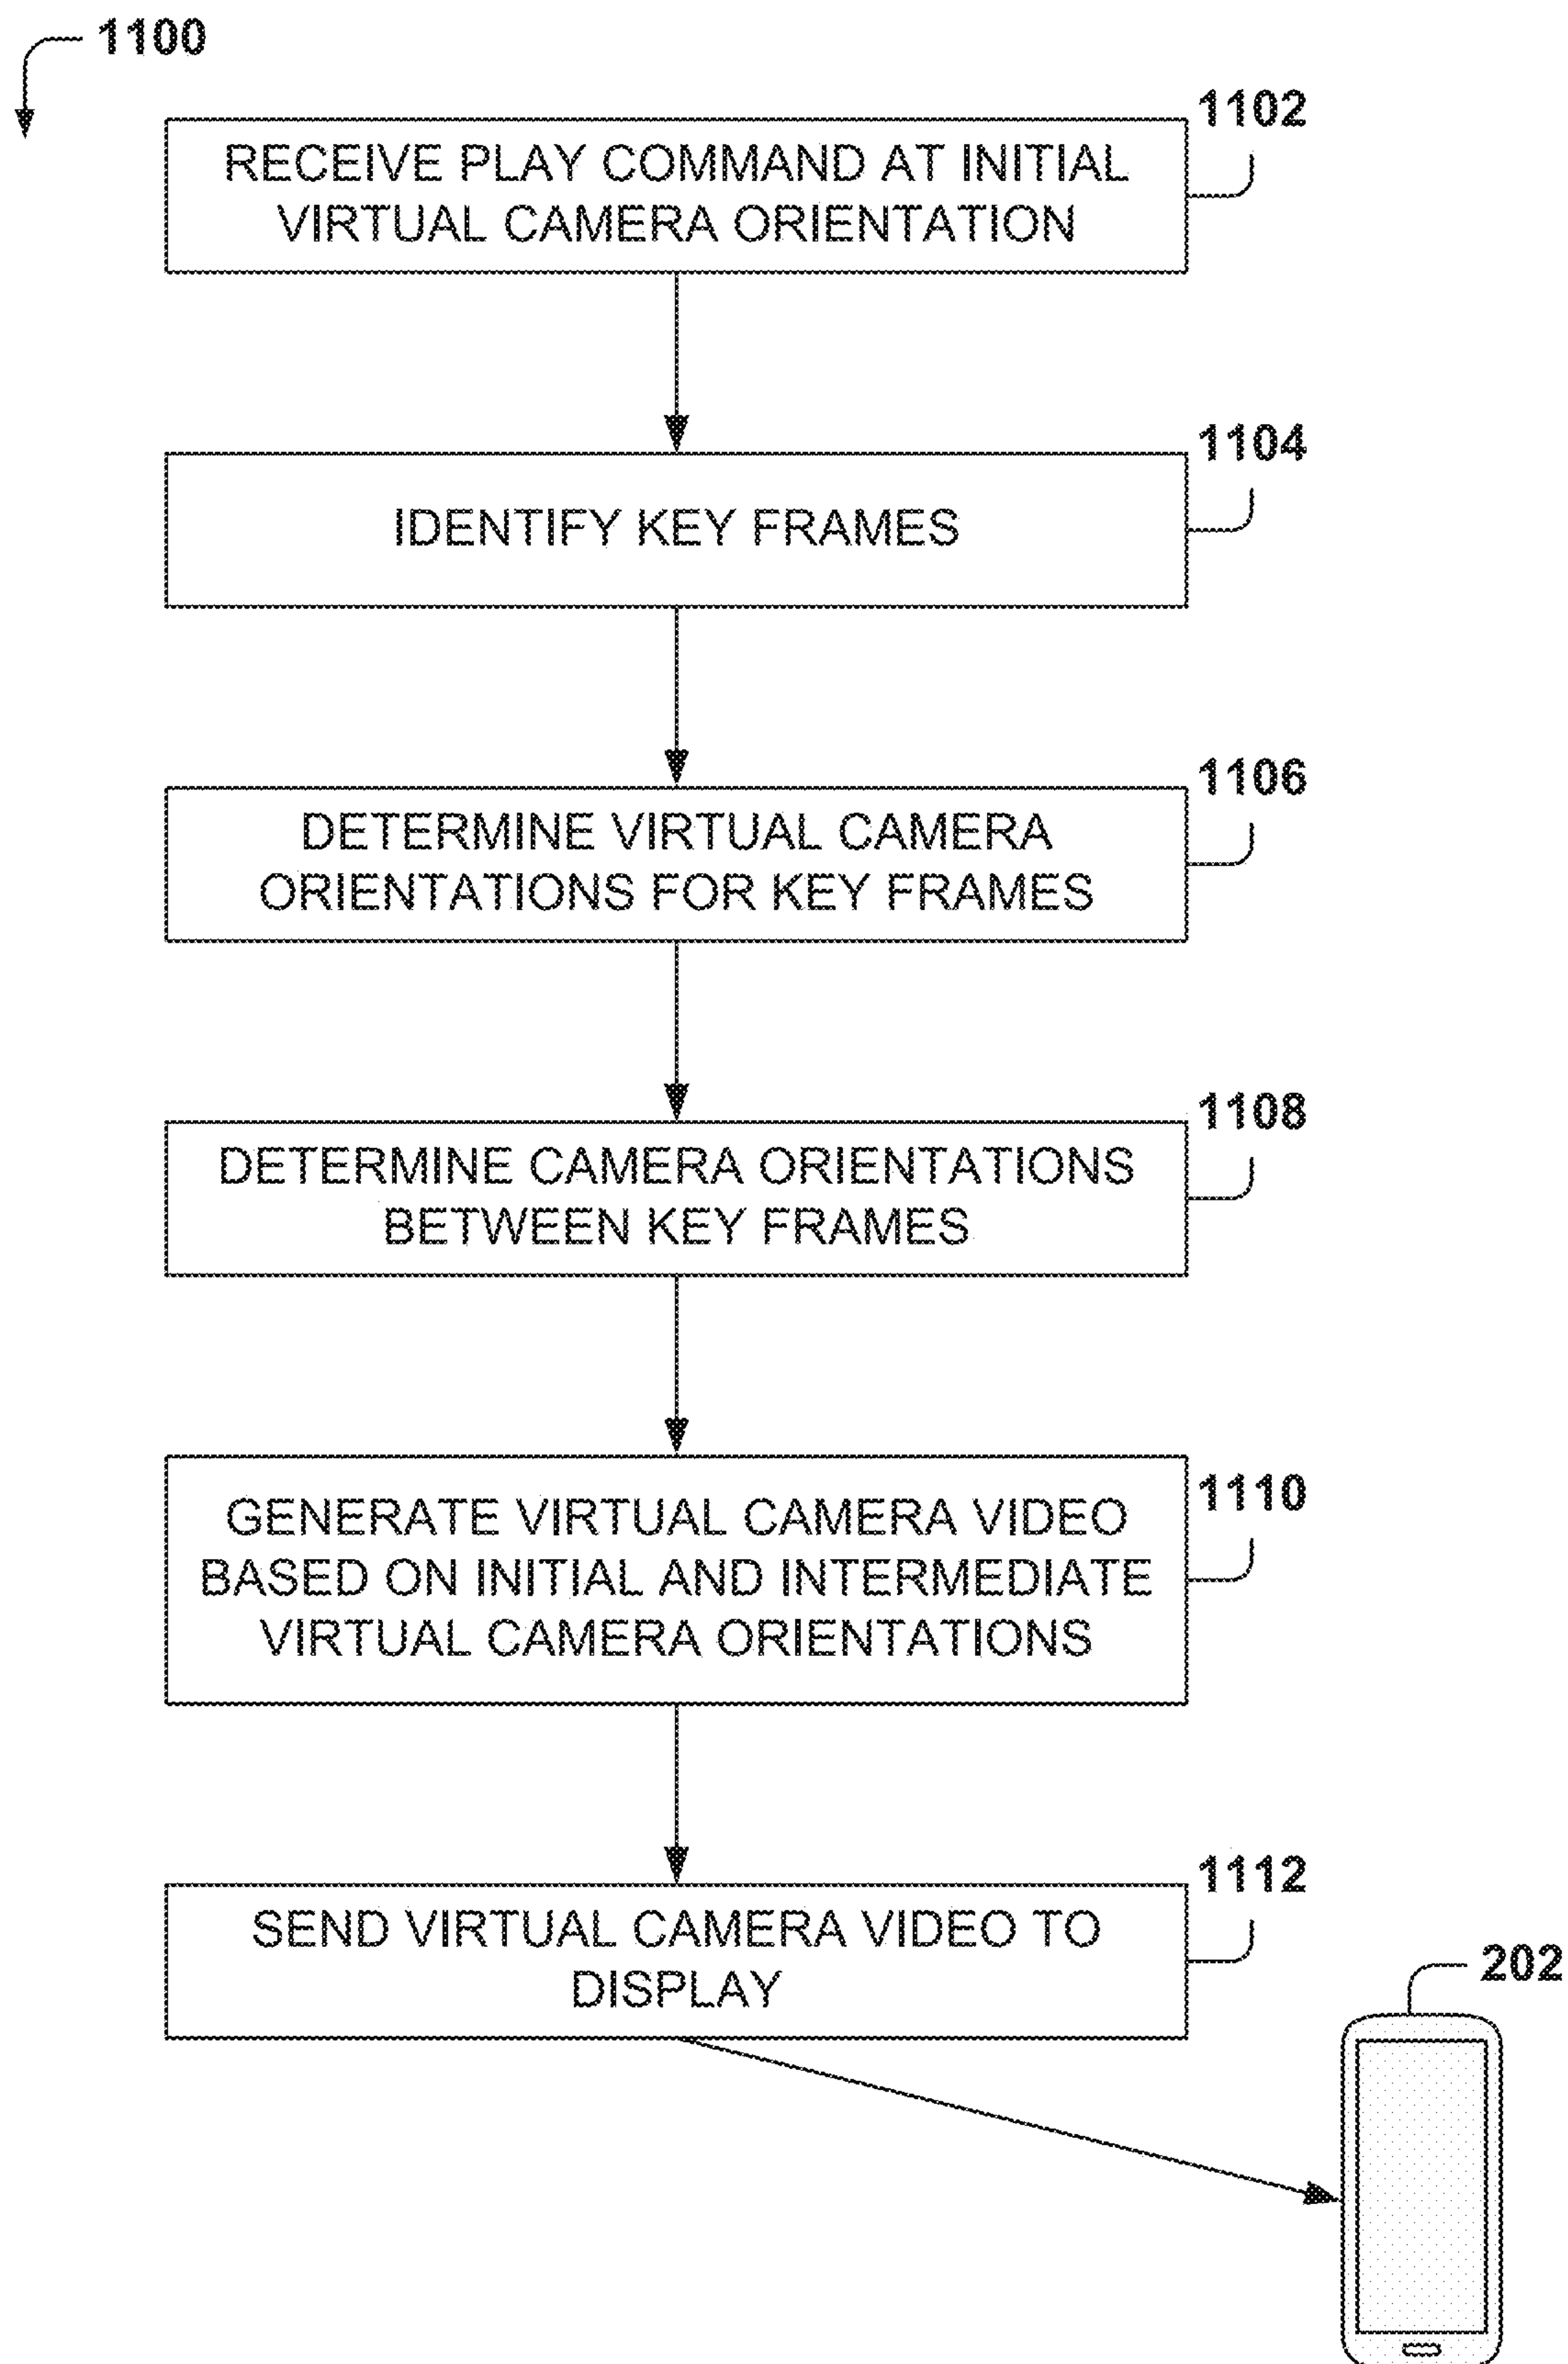 1100
1102
RECEIVE PLAY COMMAND AT INITIAL
VIRTUAL CAMERA ORIENTATION
1104
IDENTIFY KEY FRAMES
1106
DETERMINE VIRTUAL CAMERA
ORIENTATIONS FOR KEY FRAMES
1108
DETERMINE CAMERA ORIENTATIONS
BETWEEN KEY FRAMES
1110
GENERATE VIRTUAL CAMERA VIDEO
BASED ON INITIAL AND INTERMEDIATE
VIRTUAL CAMERA ORIENTATIONS
1112
SEND VIRTUAL CAMERA VIDEO TO
DISPLAY
202